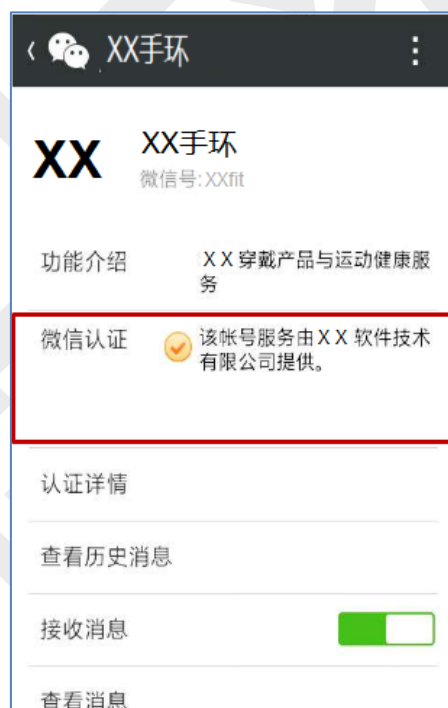 XX手环
XX
XX手环
微信号:XXfit
功能介绍
XX穿戴产品与运动健康服
务
微信认证
该帐号服务由XX软件技术
有限公司提供。
认证详情
查看历史消息
接收消息
查看消息